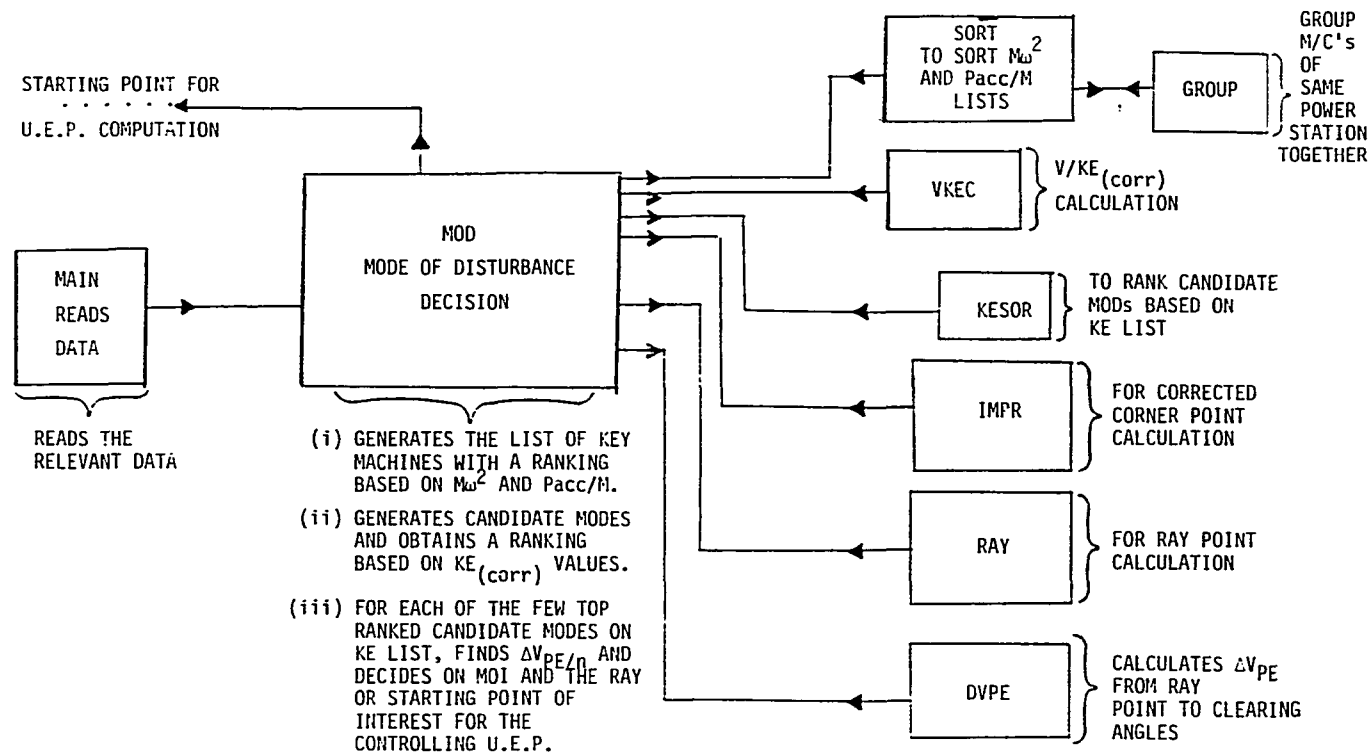 STARTING POINT FOR
U.E.P. COMPUTATION
MAIN
READS
DATA
READS THE
RELEVANT DATA
MOD
MODE OF DISTURBANCE
DECISION
(i) GENERATES THE LIST OF KEY
MACHINES WITH A RANKING
BASED ON Mω² AND Pacc/M.
(ii) GENERATES CANDIDATE MODES
AND OBTAINS A RANKING
BASED ON KE(corr) VALUES.
(iii) FOR EACH OF THE FEW TOP
RANKED CANDIDATE MODES ON
KE LIST, FINDS ΔVPE/n AND
DECIDES ON MOI AND THE RAY
OR STARTING POINT OF
INTEREST FOR THE
CONTROLLING U.E.P.
SORT
TO SORT Mω²
AND Pacc/M
LISTS
GROUP
GROUP
M/C's
OF
SAME
POWER
STATION
TOGETHER
VKEC
V/KE(corr)
CALCULATION
KESOR
TO RANK CANDIDATE
MODs BASED ON
KE LIST
IMPR
FOR CORRECTED
CORNER POINT
CALCULATION
RAY
FOR RAY POINT
CALCULATION
DVPE
CALCULATES ΔVPE
FROM RAY
POINT TO CLEARING
ANGLES